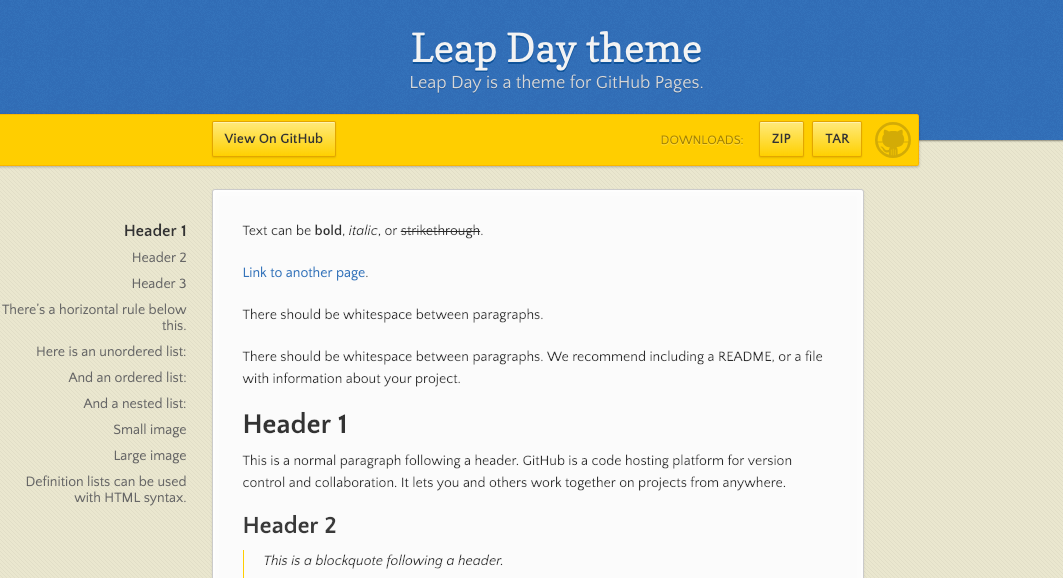 Leap Day theme
Leap Day is a theme for GitHub Pages.
View On GitHub
DOWNLOADS:
ZIP
TAR
Header 1
Header 2
Header 3
There's a horizontal rule below
this.
Here is an unordered list:
And an ordered list:
And a nested list:
Small image
Large image
Definition lists can be used
with HTML syntax.
Text can be bold, italic, or strikethrough.
Link to another page.
There should be whitespace between paragraphs.
There should be whitespace between paragraphs. We recommend including a README, or a file
with information about your project.
Header 1
This is a normal paragraph following a header. GitHub is a code hosting platform for version
control and collaboration. It lets you and others work together on projects from anywhere.
Header 2
This is a blockquote following a header.